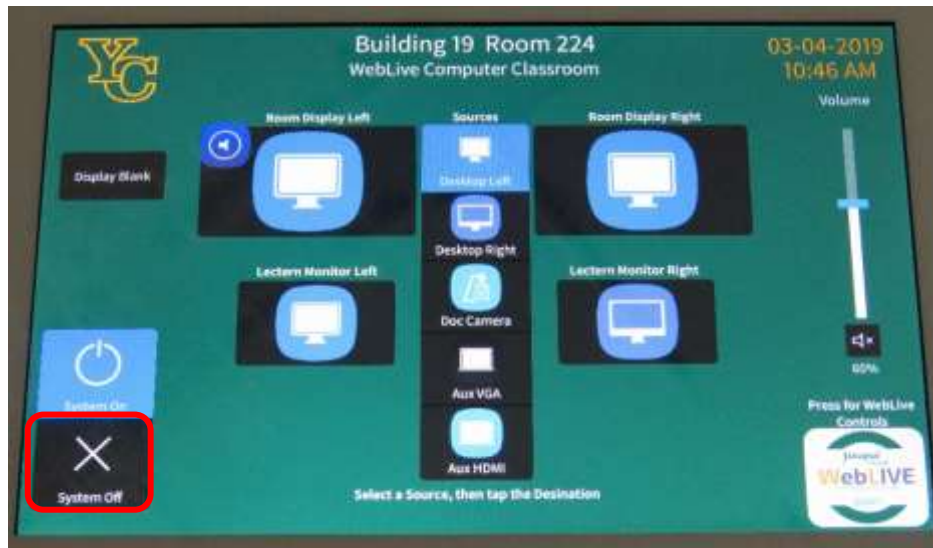 YC
Building 19 Room 224
WebLive Computer Classroom
03-04-2019
10:46 AM
Volume
Room Display Left
Sources
Room Display Right
Display Blank
Desktop Left
Desktop Right
Lectern Monitor Left
Lectern Monitor Right
Doc Camera
System On
Aux VGA
60%
Press for WebLive
Controls
Aux HDMI
WebLIVE
System Off
Select a Source, then tap the Desination